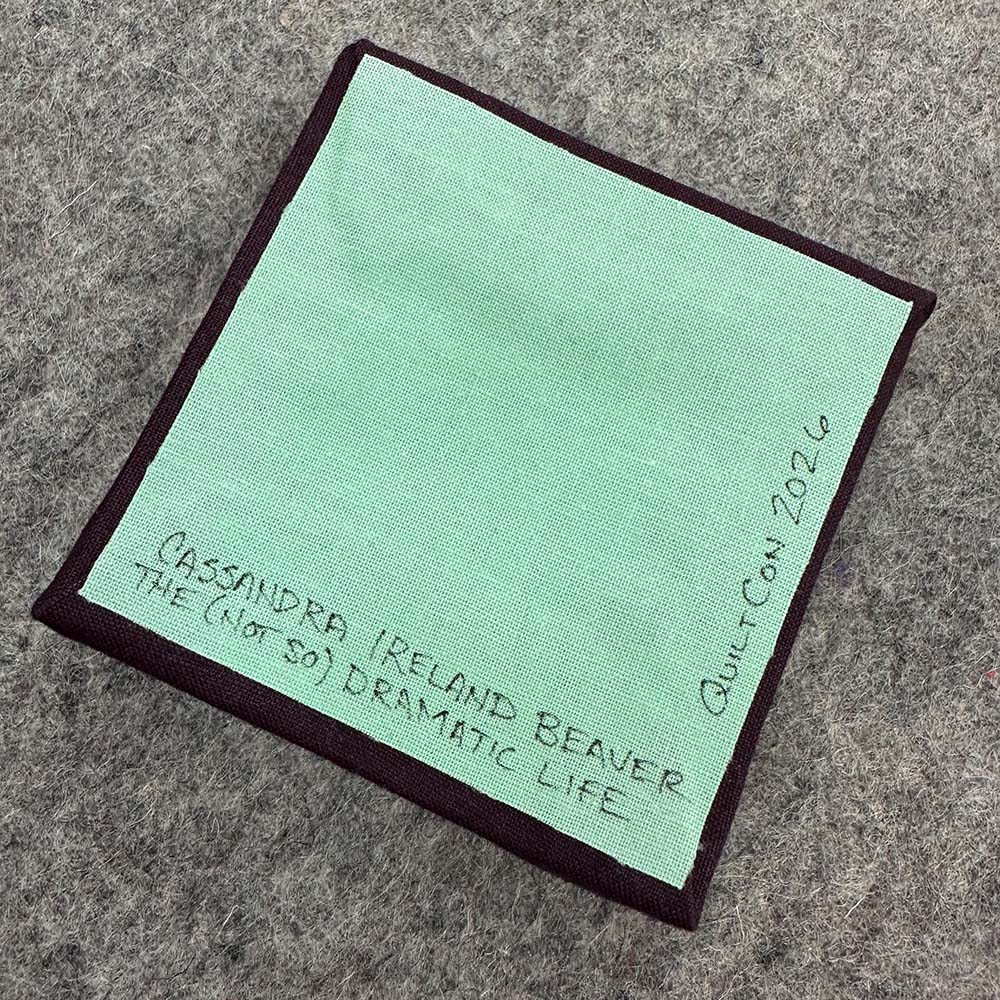 CASSANDRA IRELAND BEAVER
THE (NOT SO) DRAMATIC LIFE
QUILTCON 2026